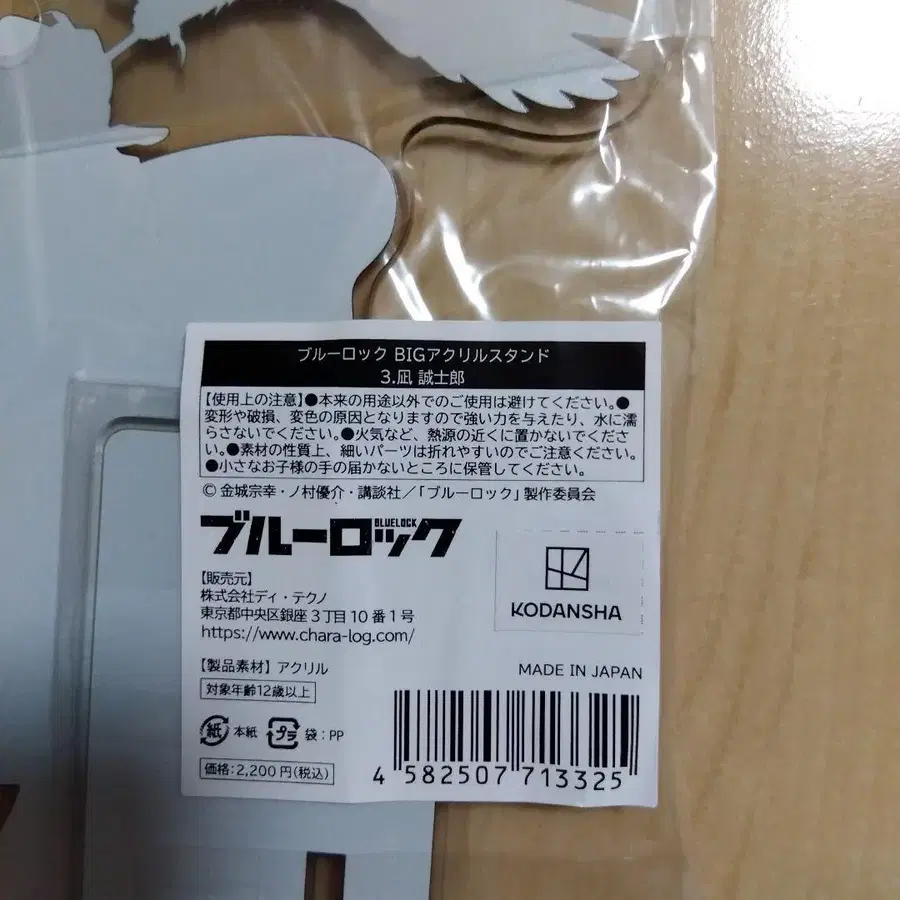 ブルーロック BIGアクリルスタンド
3.凪 誠士郎
【使用上の注意】●本来の用途以外でのご使用は避けてください。●
変形や破損、変色の原因となりますので強い力を与えたり、水に濡
らさないでください。●火気など、熱源の近くに置かないでくださ
い。●素材の性質上、細いパーツは折れやすいのでご注意ください。
●小さなお子様の手の届かないところに保管してください。
© 金城宗幸・ノ村優介・講談社／「ブルーロック」製作委員会
ブルーロック
BLUELOCK
KODANSHA
【販売元】
株式会社ディ・テクノ
東京都中央区銀座3丁目10番1号
https://www.chara-log.com/
【製品素材】アクリル
MADE IN JAPAN
対象年齢12歳以上
紙 本紙 プラ 袋：PP
価格：2,200円(税込)
4 582507 713325